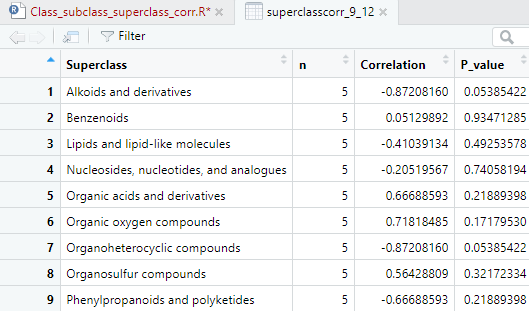 Class_subclass_superclass_corr.R* superclasscorr_9_12
Filter
Superclass n Correlation P_value
1 Alkoids and derivatives 5 -0.87208160 0.05385422
2 Benzenoids 5 0.05129892 0.93471285
3 Lipids and lipid-like molecules 5 -0.41039134 0.49253578
4 Nucleosides, nucleotides, and analogues 5 -0.20519567 0.74058194
5 Organic acids and derivatives 5 0.66688593 0.21889398
6 Organic oxygen compounds 5 0.71818485 0.17179530
7 Organoheterocyclic compounds 5 -0.87208160 0.05385422
8 Organosulfur compounds 5 0.56428809 0.32172334
9 Phenylpropanoids and polyketides 5 -0.66688593 0.21889398